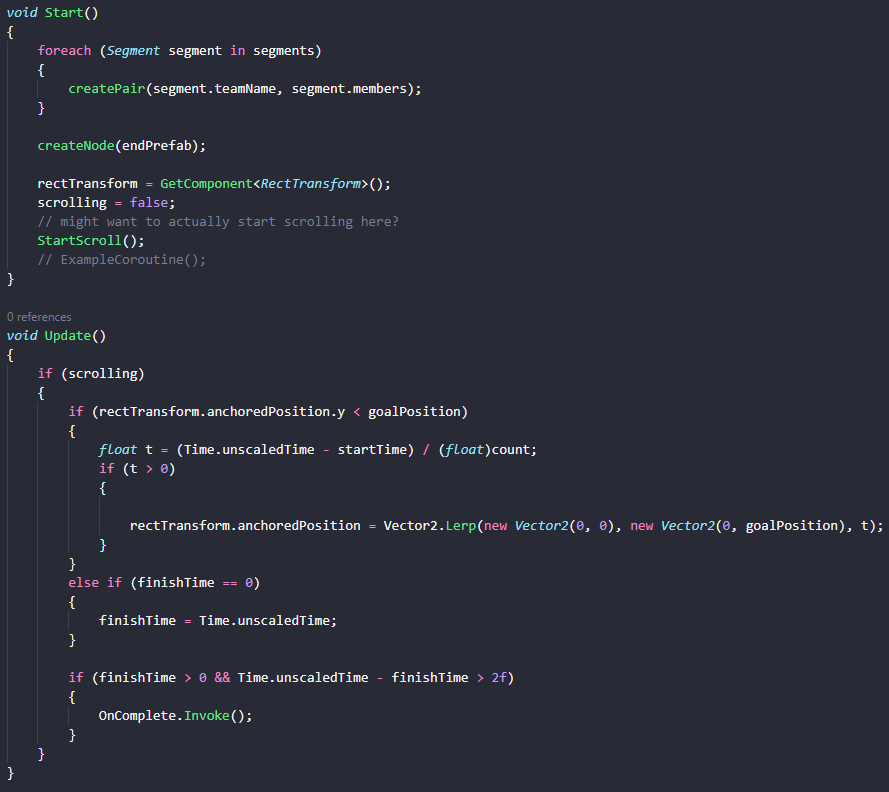 void Start()
{
    foreach (Segment segment in segments)
    {
        createPair(segment.teamName, segment.members);
    }

    createNode(endPrefab);

    rectTransform = GetComponent<RectTransform>();
    scrolling = false;
    // might want to actually start scrolling here?
    StartScroll();
    // ExampleCoroutine();
}

0 references
void Update()
{
    if (scrolling)
    {
        if (rectTransform.anchoredPosition.y < goalPosition)
        {
            float t = (Time.unscaledTime - startTime) / (float)count;
            if (t > 0)
            {

                rectTransform.anchoredPosition = Vector2.Lerp(new Vector2(0, 0), new Vector2(0, goalPosition), t);
            }
        }
        else if (finishTime == 0)
        {
            finishTime = Time.unscaledTime;
        }

        if (finishTime > 0 && Time.unscaledTime - finishTime > 2f)
        {
            OnComplete.Invoke();
        }
    }
}